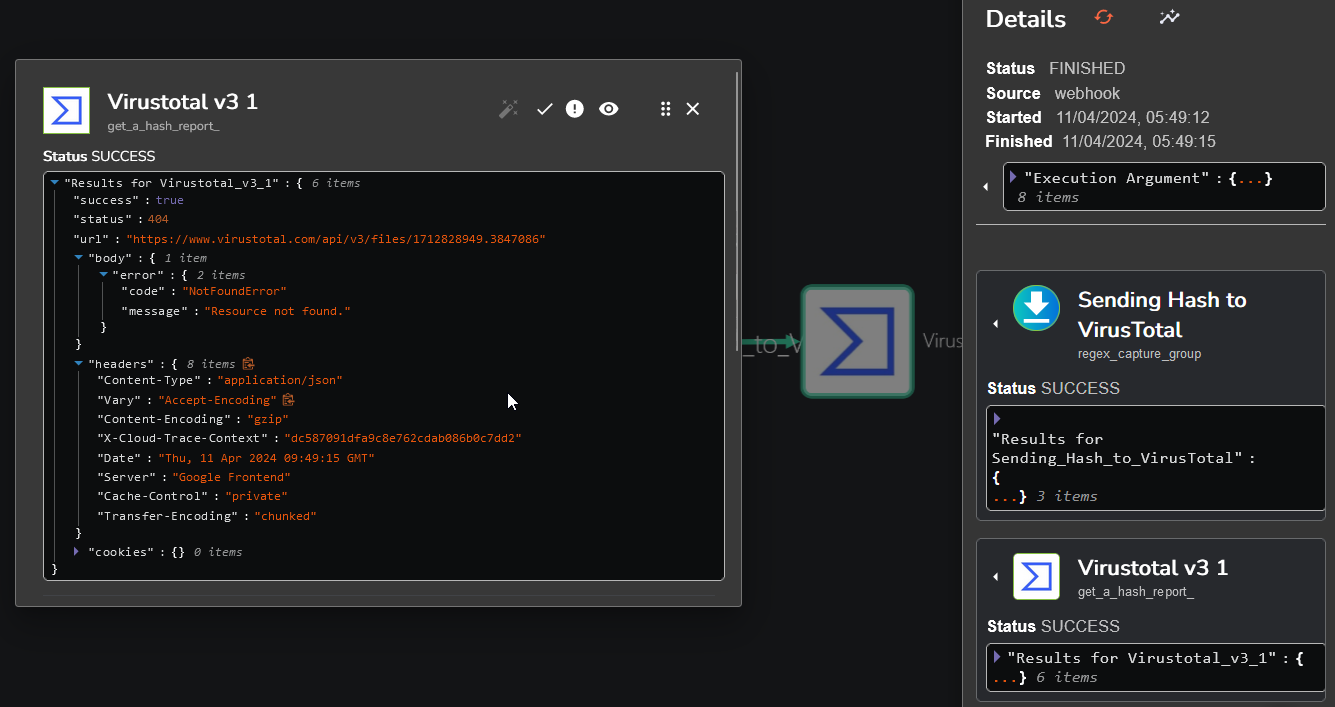 Virustotal v3 1
get_a_hash_report_
Status SUCCESS
"Results for Virustotal_v3_1" : { 6 items
"success" : true
"status" : 404
"url" : "https://www.virustotal.com/api/v3/files/1712828949.3847086"
"body" : { 1 item
"error" : { 2 items
"code" : "NotFoundError"
"message" : "Resource not found."
}
}
"headers" : { 8 items
"Content-Type" : "application/json"
"Vary" : "Accept-Encoding"
"Content-Encoding" : "gzip"
"X-Cloud-Trace-Context" : "dc587091dfa9c8e762cdab086b0c7dd2"
"Date" : "Thu, 11 Apr 2024 09:49:15 GMT"
"Server" : "Google Frontend"
"Cache-Control" : "private"
"Transfer-Encoding" : "chunked"
}
"cookies" : {} 0 items
}
_to_V
Virus
Details
Status FINISHED
Source webhook
Started 11/04/2024, 05:49:12
Finished 11/04/2024, 05:49:15
"Execution Argument" : {...}
8 items
Sending Hash to
VirusTotal
regex_capture_group
Status SUCCESS
"Results for
Sending_Hash_to_VirusTotal" :
{
...} 3 items
Virustotal v3 1
get_a_hash_report_
Status SUCCESS
"Results for Virustotal_v3_1" : {
...} 6 items